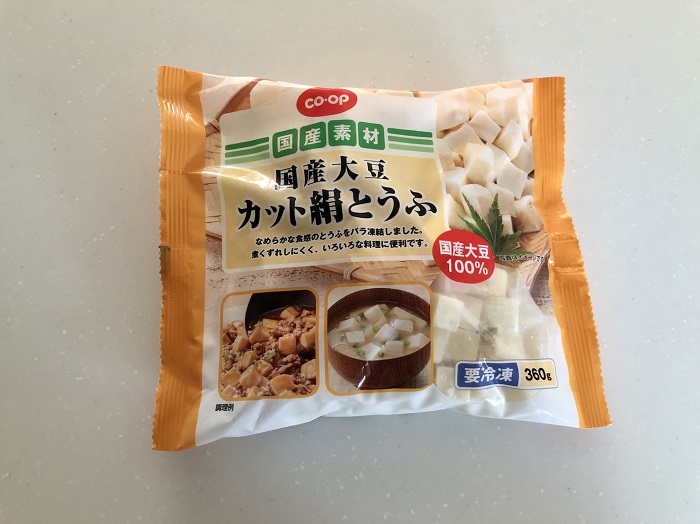 CO·OP
国産素材
国産大豆
カット絹とうふ
なめらかな食感のとうふをバラ凍結しました。
煮くずれしにくく、いろいろな料理に便利です。
国産大豆
100%
要冷凍 360g
調理例